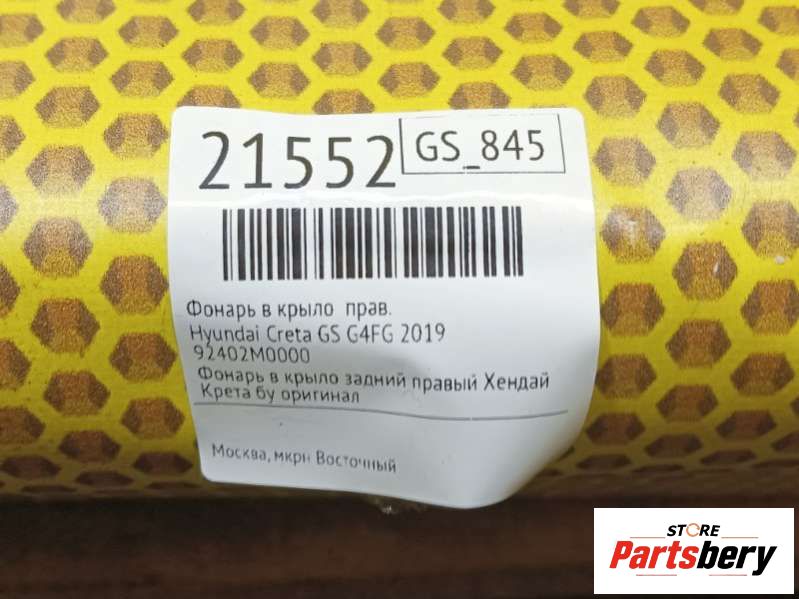 21552
GS_845
Фонарь в крыло прав.
Hyundai Creta GS G4FG 2019
92402M0000
Фонарь в крыло задний правый Хендай
Крета бу оригинал
Москва, мкрн Восточный
STORE
Partsbery